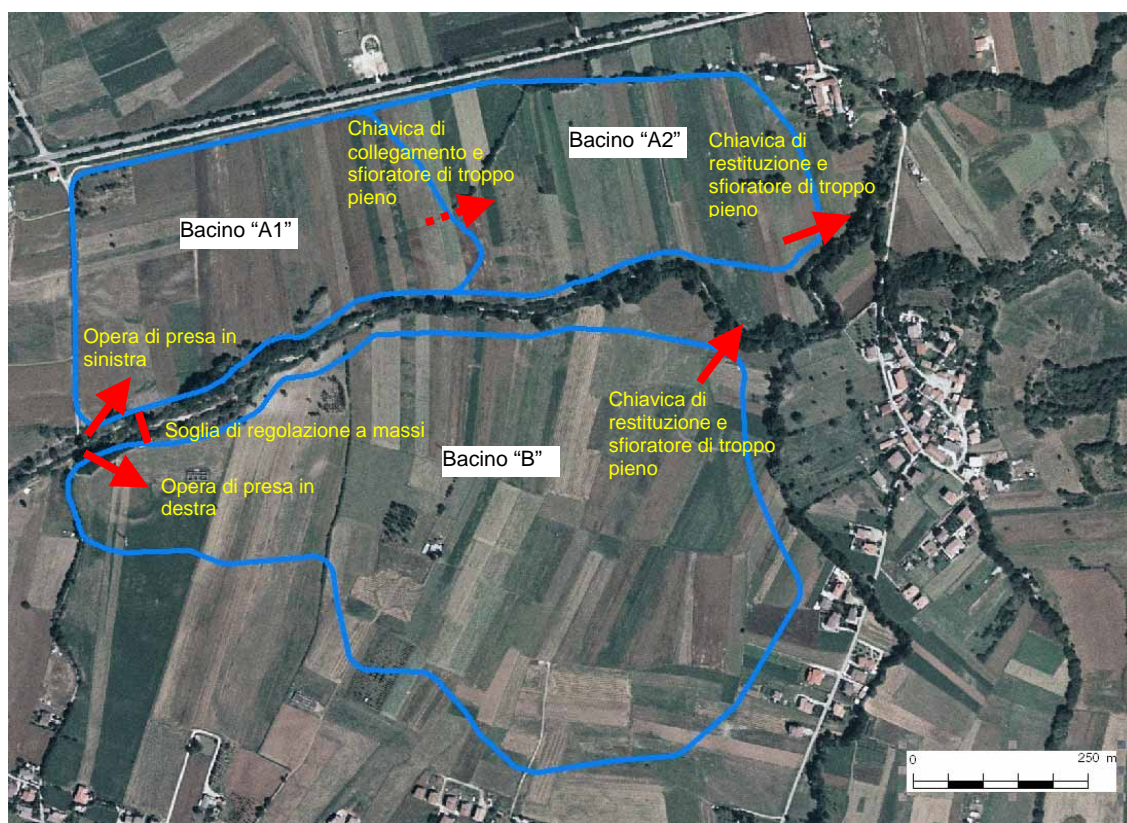 Bacino “A2”
Chiavica di
collegamento e
sfioratore di troppo
pieno
Chiavica di
restituzione e
sfioratore di troppo
pieno
Bacino “A1”
Opera di presa in
sinistra
Soglia di regolazione a massi
Chiavica di
restituzione e
sfioratore di troppo
pieno
Bacino “B”
Opera di presa in
destra
0
250 m